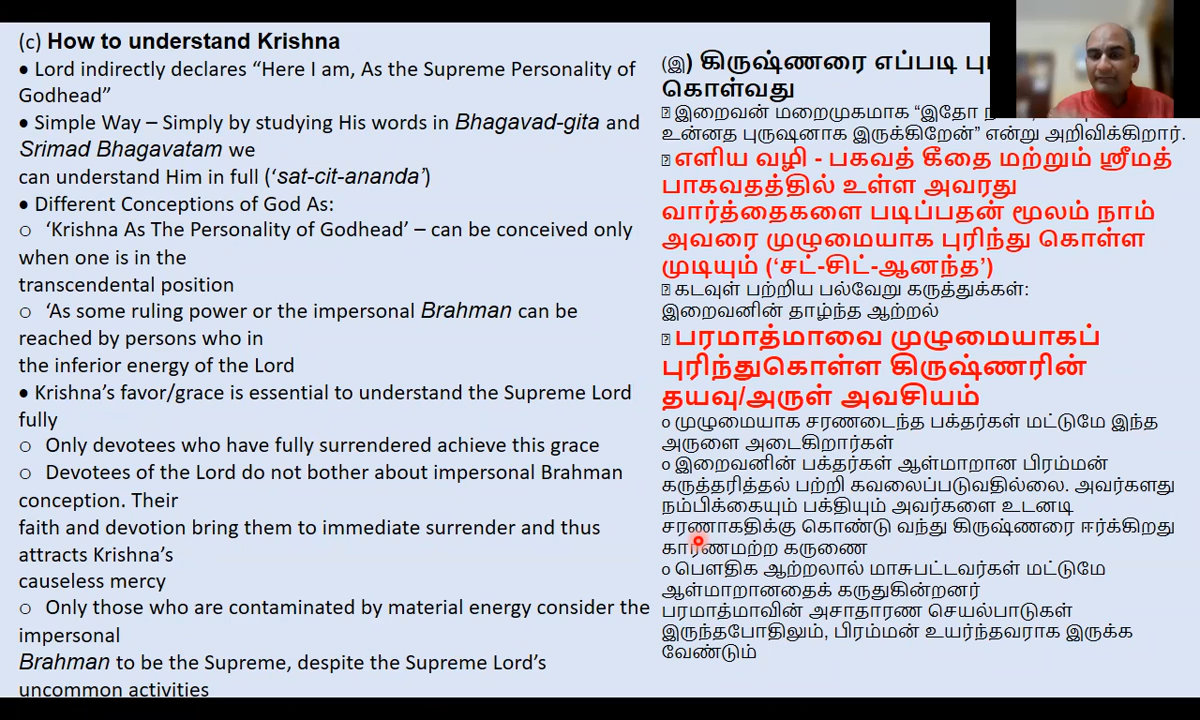 (c) How to understand Krishna
• Lord indirectly declares “Here I am, As the Supreme Personality of
Godhead”
• Simple Way – Simply by studying His words in Bhagavad-gita and
Srimad Bhagavatam we
can understand Him in full (‘sat-cit-ananda’)
• Different Conceptions of God As:
o ‘Krishna As The Personality of Godhead’ – can be conceived only
when one is in the
transcendental position
o ‘As some ruling power or the impersonal Brahman can be
reached by persons who in
the inferior energy of the Lord
• Krishna’s favor/grace is essential to understand the Supreme Lord
fully
o Only devotees who have fully surrendered achieve this grace
o Devotees of the Lord do not bother about impersonal Brahman
conception. Their
faith and devotion bring them to immediate surrender and thus
attracts Krishna’s
causeless mercy
o Only those who are contaminated by material energy consider the
impersonal
Brahman to be the Supreme, despite the Supreme Lord’s
uncommon activities
(இ) கிருஷ்ணரை எப்படி
கொள்வது
இறைவன் மறைமுகமாக “இதோ
உன்னத புருஷனாக இருக்கிறேன்” என்று அறிவிக்கிறார்.
எளிய வழி - பகவத் கீதை மற்றும் ஸ்ரீமத்
பாகவதத்தில் உள்ள அவரது
வார்த்தைகளை படிப்பதன் மூலம் நாம்
அவரை முழுமையாக புரிந்து கொள்ள
முடியும் (‘சட்-சிட்-ஆனந்த’)
கடவுள் பற்றிய பல்வேறு கருத்துக்கள்:
இறைவனின் தாழ்ந்த ஆற்றல்
பரமாத்மாவை முழுமையாகப்
புரிந்துகொள்ள கிருஷ்ணரின்
தயவு/அருள் அவசியம்
o முழுமையாக சரணடைந்த பக்தர்கள் மட்டுமே இந்த
அருளை அடைகிறார்கள்
o இறைவனின் பக்தர்கள் ஆள்மாறான பிரம்மன்
கருத்தரித்தல் பற்றி கவலைப்படுவதில்லை. அவர்களது
நம்பிக்கையும் பக்தியும் அவர்களை உடனடி
சரணாகதிக்கு கொண்டு வந்து கிருஷ்ணரை ஈர்க்கிறது
காரணமற்ற கருணை
o பௌதிக ஆற்றலால் மாசுபட்டவர்கள் மட்டுமே
ஆள்மாறானதைக் கருதுகின்றனர்
பரமாத்மாவின் அசாதாரண செயல்பாடுகள்
இருந்தபோதிலும், பிரம்மன் உயர்ந்தவராக இருக்க
வேண்டும்